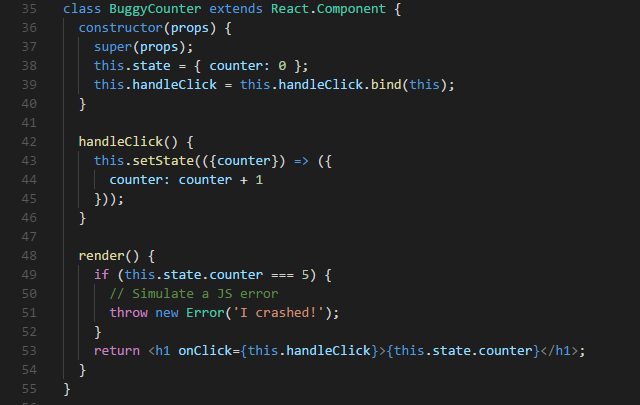 35 class BuggyCounter extends React.Component {
36   constructor(props) {
37     super(props);
38     this.state = { counter: 0 };
39     this.handleClick = this.handleClick.bind(this);
40   }
41
42   handleClick() {
43     this.setState(({counter}) => ({
44       counter: counter + 1
45     }));
46   }
47
48   render() {
49     if (this.state.counter === 5) {
50       // Simulate a JS error
51       throw new Error('I crashed!');
52     }
53     return <h1 onClick={this.handleClick}>{this.state.counter}</h1>;
54   }
55 }